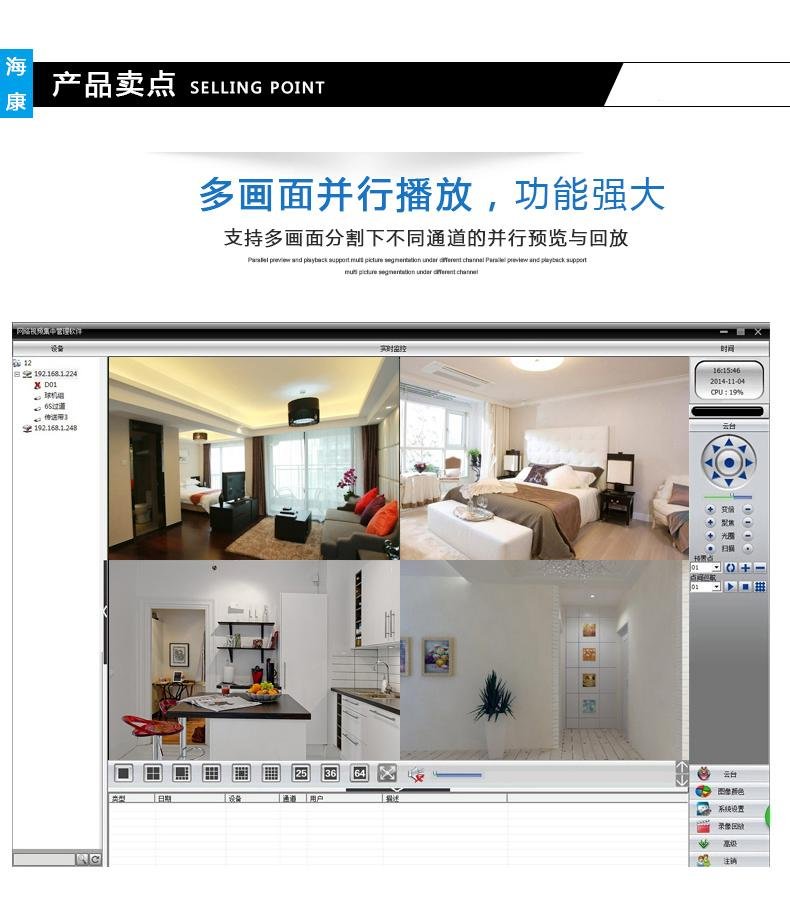 海康
产品卖点 SELLING POINT
多画面并行播放，功能强大
支持多画面分割下不同通道的并行预览与回放
Parallel preview and playback support multi picture segmentation under different channel Parallel preview and playback support
multi picture segmentation under different channel
网络视频集中管理软件
设备 实时监控 时间
12
192.168.1.224
D01
球机组
6S过道
传送带3
192.168.1.248
16:15:46
2014-11-04
CPU : 19%
云台
变倍
聚焦
光圈
扫描
预置点
01
点间巡航
01
25 36 64
类型 日期 设备 通道 用户 描述
云台
图像颜色
系统设置
录像回放
高级
注销